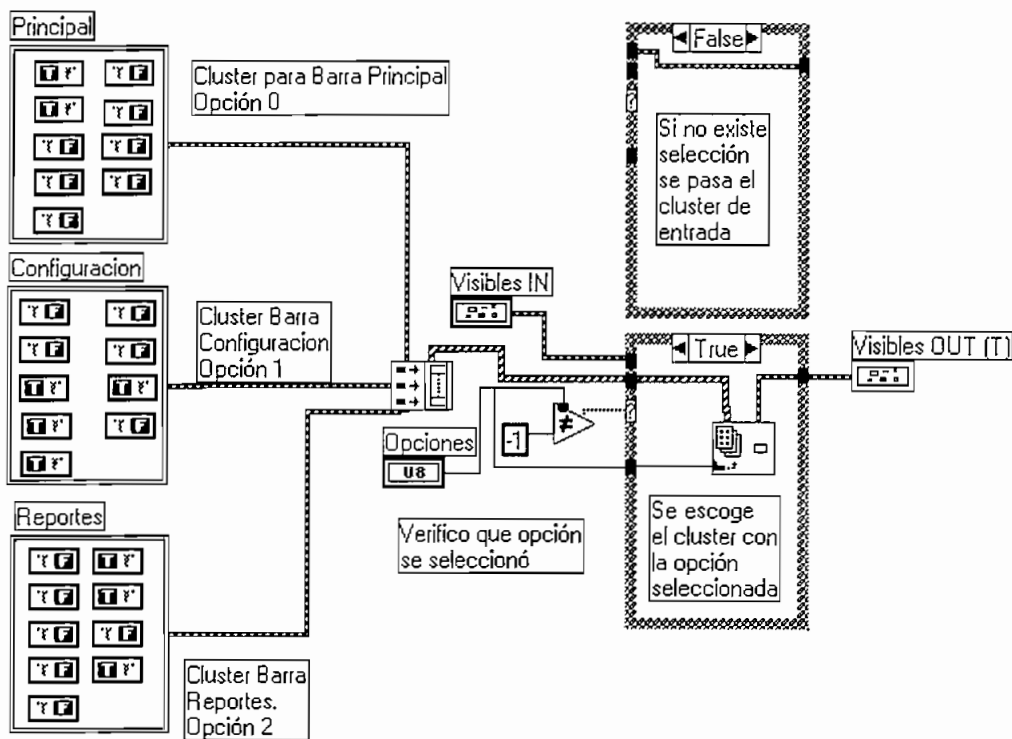 Principal
T F
T F
F F
F F
F
Cluster para Barra Principal
Opción 0
Configuracion
F F
F F
T T
T F
T
Cluster Barra
Configuracion
Opción 1
Reportes
F T
F T
F F
F T
F
Cluster Barra
Reportes.
Opción 2
Visibles IN
Opciones
U8
-1
≠
?
Verifico que opción
se seleccionó
False
?
Si no existe
selección
se pasa el
cluster de
entrada
True
Se escoge
el cluster con
la opción
seleccionada
Visibles OUT (T)